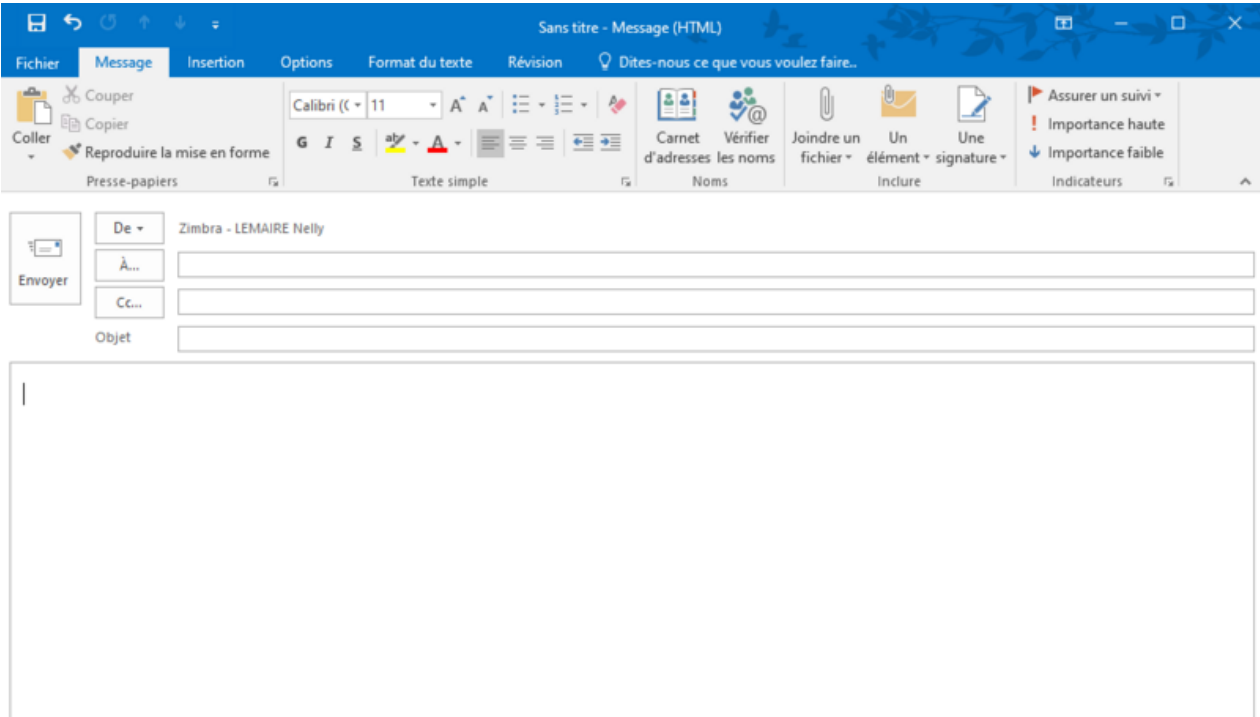 Sans titre - Message (HTML)
Fichier Message Insertion Options Format du texte Révision Dites-nous ce que vous voulez faire..
Coller
Couper
Copier
Reproduire la mise en forme
Presse-papiers
Calibri (C 11
G I S
Texte simple
Carnet d'adresses
Vérifier les noms
Noms
Joindre un fichier
Un élément
Une signature
Inclure
Assurer un suivi
Importance haute
Importance faible
Indicateurs
Envoyer
De Zimbra - LEMAIRE Nelly
À...
Cc...
Objet